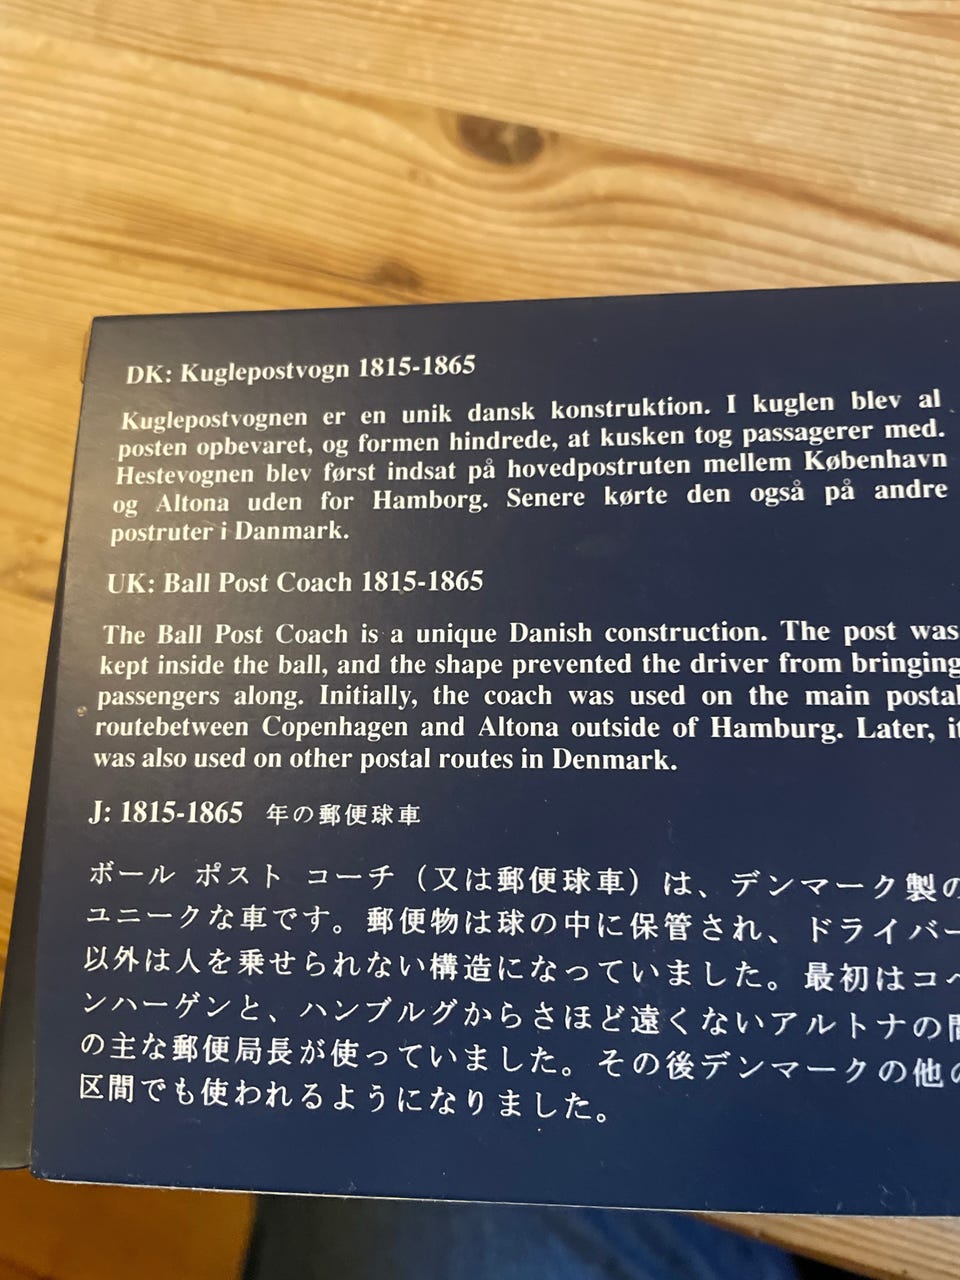 DK: Kuglepostvogn 1815-1865
Kuglepostvognen er en unik dansk konstruktion. I kuglen blev al
posten opbevaret, og formen hindrede, at kusken tog passagerer med.
Hestevognen blev først indsat på hovedpostruten mellem København
og Altona uden for Hamborg. Senere kørte den også på andre
postruter i Danmark.
UK: Ball Post Coach 1815-1865
The Ball Post Coach is a unique Danish construction. The post was
kept inside the ball, and the shape prevented the driver from bringing
passengers along. Initially, the coach was used on the main postal
routebetween Copenhagen and Altona outside of Hamburg. Later, it
was also used on other postal routes in Denmark.
J: 1815-1865 年の郵便球車
ボール ポスト コーチ（又は郵便球車）は、デンマーク製の
ユニークな車です。郵便物は球の中に保管され、ドライバー
以外は人を乗せられない構造になっていました。最初はコペ
ンハーゲンと、ハンブルグからさほど遠くないアルトナの間
の主な郵便局長が使っていました。その後デンマークの他の
区間でも使われるようになりました。